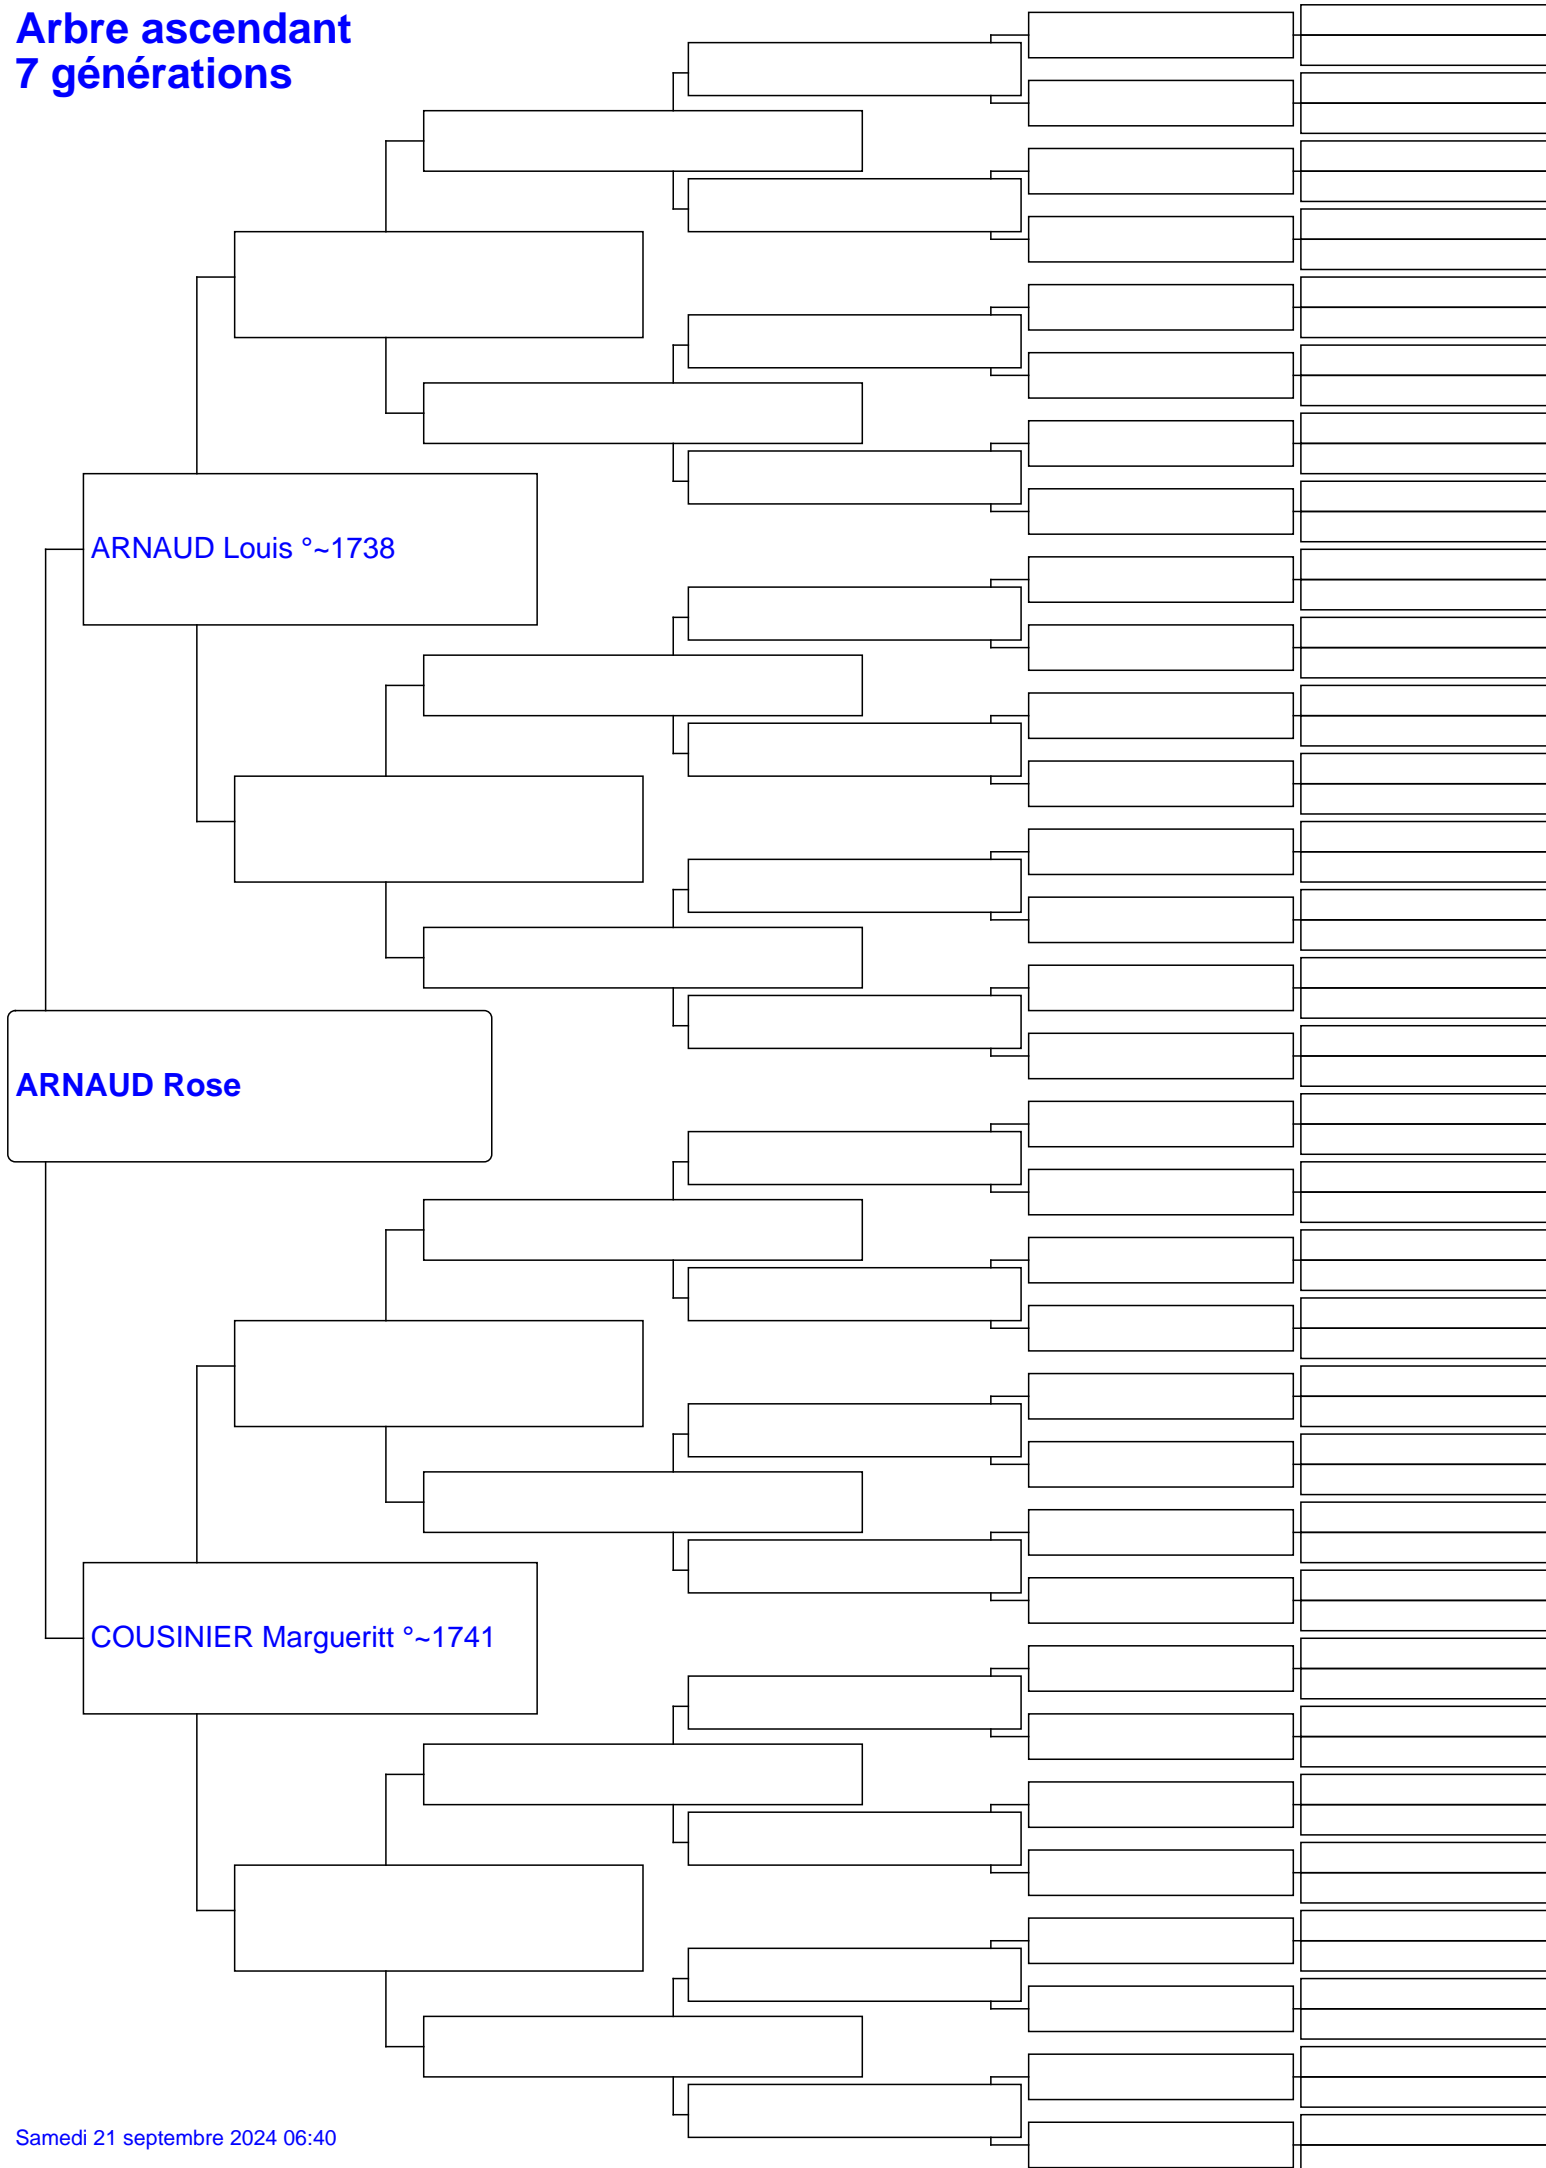 Arbre ascendant
7 générations
ARNAUD Louis °~1738
ARNAUD Rose
COUSINIER Margueritt °~1741
Samedi 21 septembre 2024 06:40